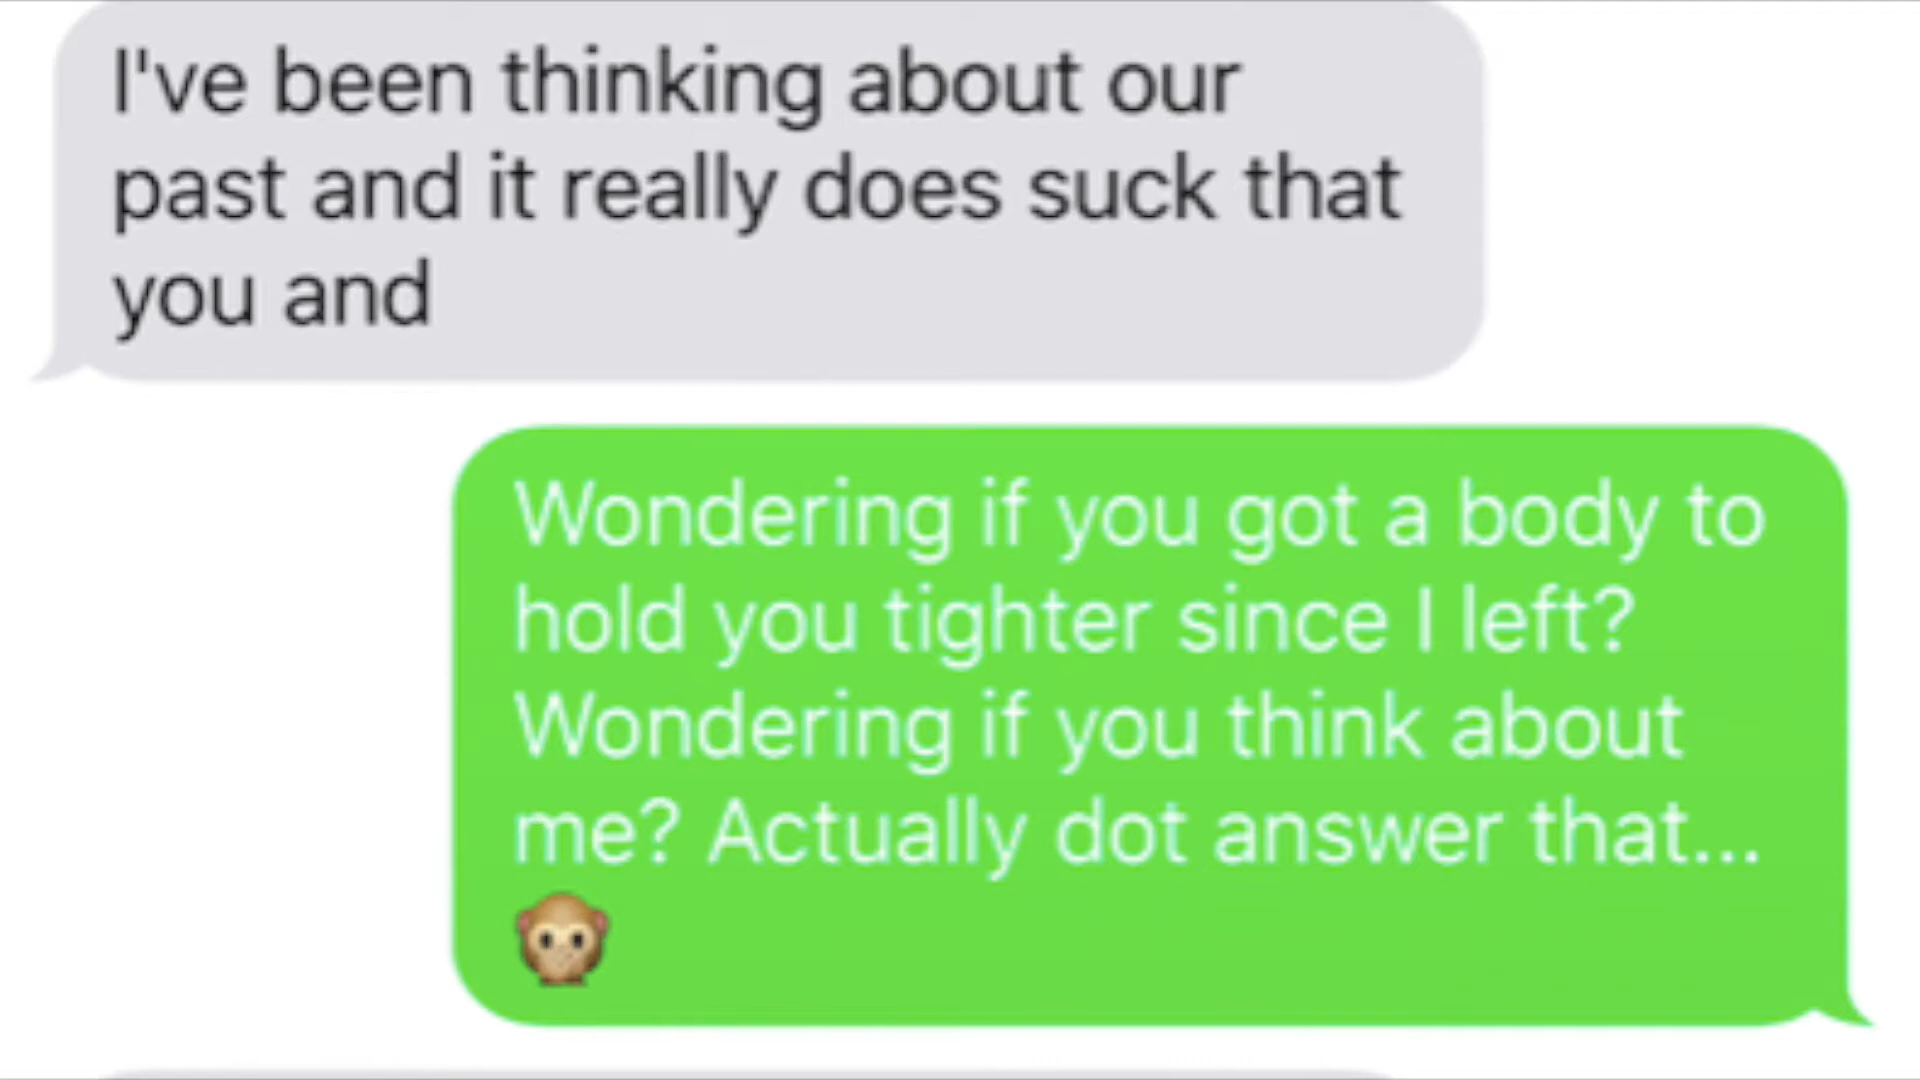 I've been thinking about our
past and it really does suck that
you and
Wondering if you got a body to
hold you tighter since I left?
Wondering if you think about
me? Actually dot answer that...
🙊